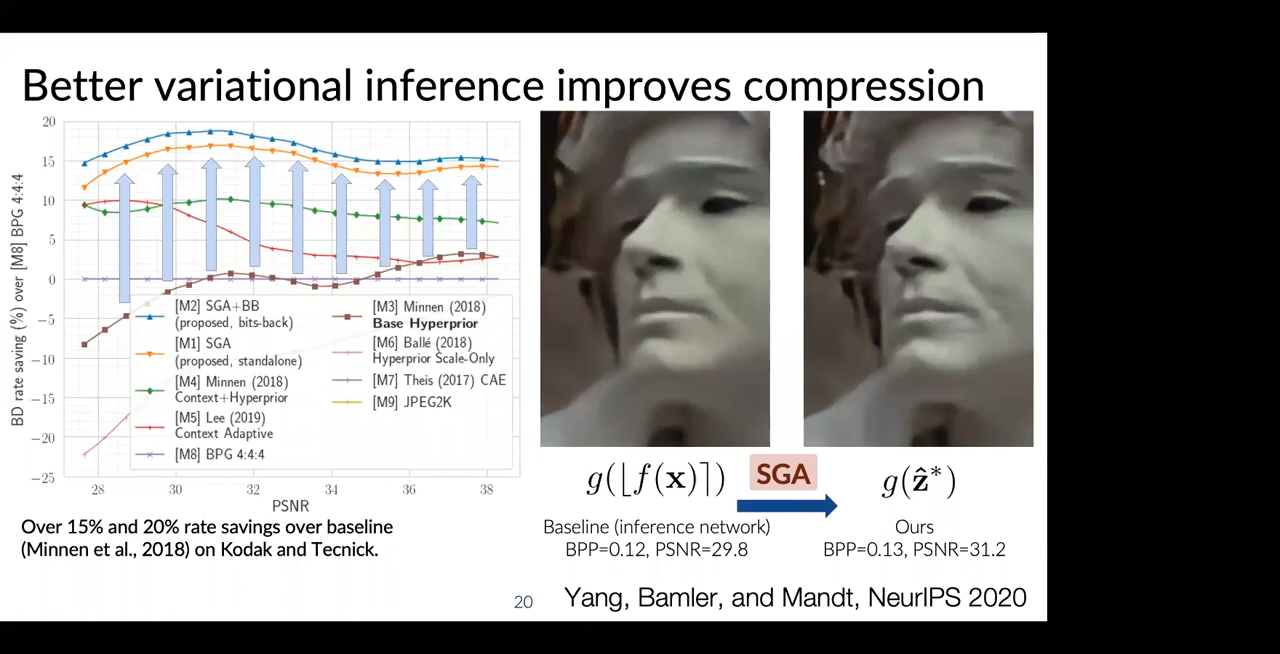 Better variational inference improves compression
20
15
10
5
0
−5
−10
−15
−20
−25
BD rate saving (%) over [M8] BPG 4:4:4
28
30
32
34
36
38
PSNR
[M2] SGA+BB
(proposed, bits-back)
[M1] SGA
(proposed, standalone)
[M4] Minnen (2018)
Context+Hyperprior
[M5] Lee (2019)
Context Adaptive
[M8] BPG 4:4:4
[M3] Minnen (2018)
Base Hyperprior
[M6] Ballé (2018)
Hyperprior Scale-Only
[M7] Theis (2017) CAE
[M9] JPEG2K
Over 15% and 20% rate savings over baseline
(Minnen et al., 2018) on Kodak and Tecnick.
g(⌊f(x)⌉)
SGA
g(ẑ*)
Baseline (inference network)
BPP=0.12, PSNR=29.8
Ours
BPP=0.13, PSNR=31.2
20
Yang, Bamler, and Mandt, NeurIPS 2020